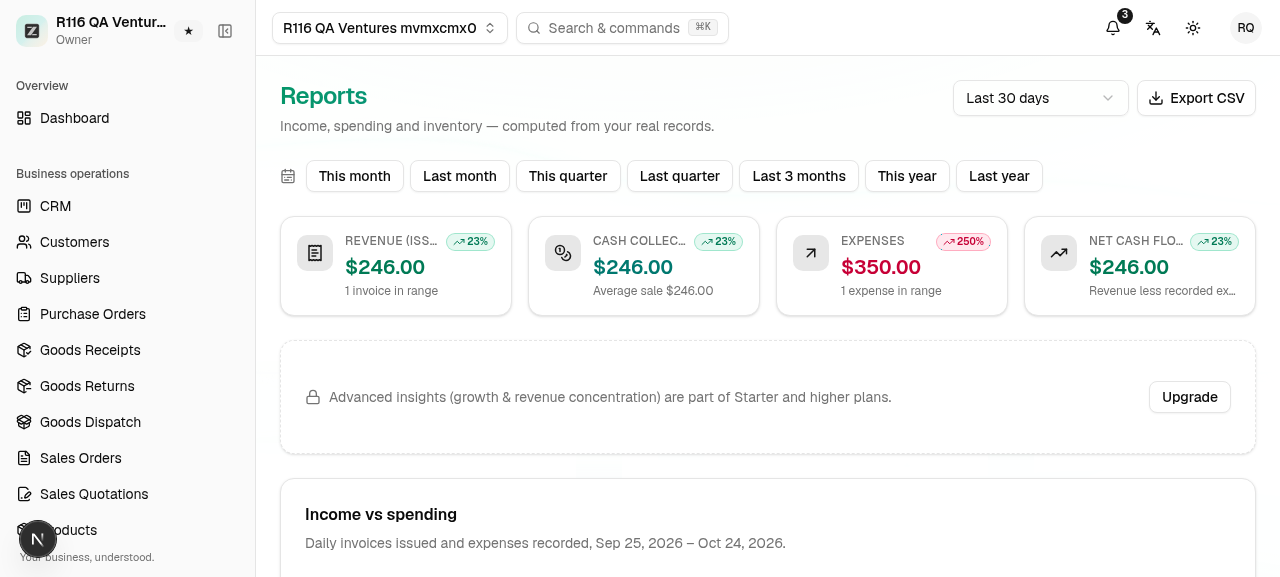 R116 QA Ventur...
Owner
Overview
Dashboard
Business operations
CRM
Customers
Suppliers
Purchase Orders
Goods Receipts
Goods Returns
Goods Dispatch
Sales Orders
Sales Quotations
oducts
Your business, understood.
R116 QA Ventures mvmxcmx0
Search & commands ⌘K
3
RQ
Reports
Income, spending and inventory — computed from your real records.
Last 30 days
Export CSV
This month
Last month
This quarter
Last quarter
Last 3 months
This year
Last year
REVENUE (ISS... 23%
$246.00
1 invoice in range
CASH COLLEC... 23%
$246.00
Average sale $246.00
EXPENSES 250%
$350.00
1 expense in range
NET CASH FLO... 23%
$246.00
Revenue less recorded ex...
Advanced insights (growth & revenue concentration) are part of Starter and higher plans.
Upgrade
Income vs spending
Daily invoices issued and expenses recorded, Sep 25, 2026 – Oct 24, 2026.